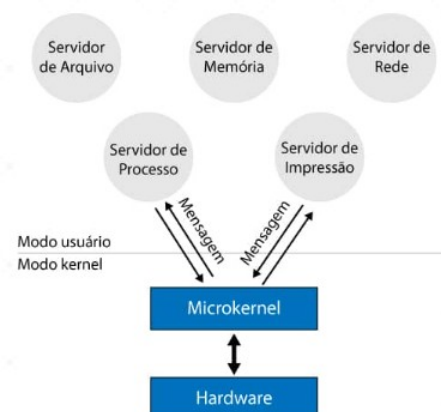 Servidor
de Arquivo
Servidor de
Memória
Servidor de
Rede
Servidor de
Processo
Servidor de
Impressão
Mensagem
Mensagem
Modo usuário
Modo kernel
Microkernel
Hardware